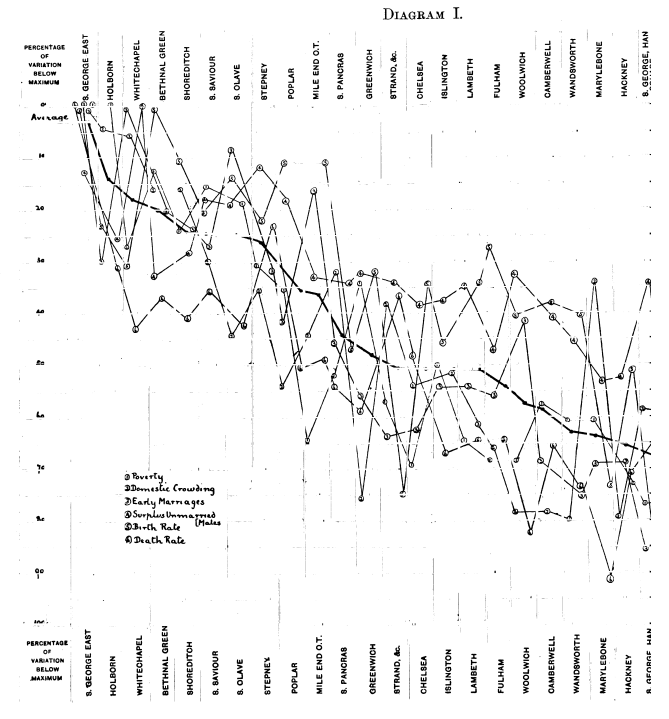 DIAGRAM I.
PERCENTAGE
OF
VARIATION
BELOW
MAXIMUM
S. GEORGE EAST
HOLBORN
WHITECHAPEL
BETHNAL GREEN
SHOREDITCH
S. SAVIOUR
S. OLAVE
STEPNEY
POPLAR
MILE END O.T.
S. PANCRAS
GREENWICH
STRAND, &c.
CHELSEA
ISLINGTON
LAMBETH
FULHAM
WOOLWICH
CAMBERWELL
WANDSWORTH
MARYLEBONE
HACKNEY
S. GEORGE, HAN
0
Average
10
20
30
40
50
60
70
① Poverty
② Domestic Crowding
③ Early Marriages
④ Surplus Unmarried
(Males
⑤ Birth Rate
⑥ Death Rate
80
90
100
PERCENTAGE
OF
VARIATION
BELOW
MAXIMUM
S. GEORGE EAST
HOLBORN
WHITECHAPEL
BETHNAL GREEN
SHOREDITCH
S. SAVIOUR
S. OLAVE
STEPNEY
POPLAR
MILE END O.T.
S. PANCRAS
GREENWICH
STRAND, &c.
CHELSEA
ISLINGTON
LAMBETH
FULHAM
WOOLWICH
CAMBERWELL
WANDSWORTH
MARYLEBONE
HACKNEY
S. GEORGE, HAN